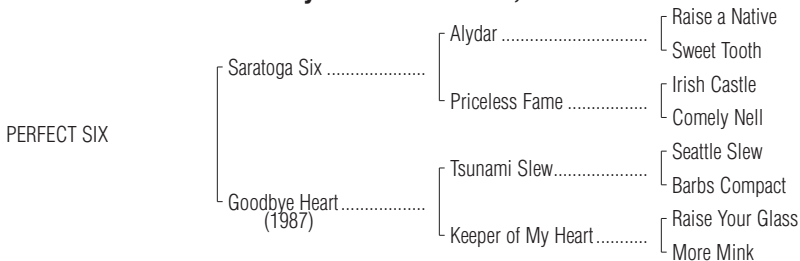 Raise a Native
Alydar ..............................
Sweet Tooth
Saratoga Six .....................
Irish Castle
Priceless Fame .................
Comely Nell
PERFECT SIX
Seattle Slew
Tsunami Slew....................
Barbs Compact
Goodbye Heart..................
(1987)
Raise Your Glass
Keeper of My Heart...........
More Mink